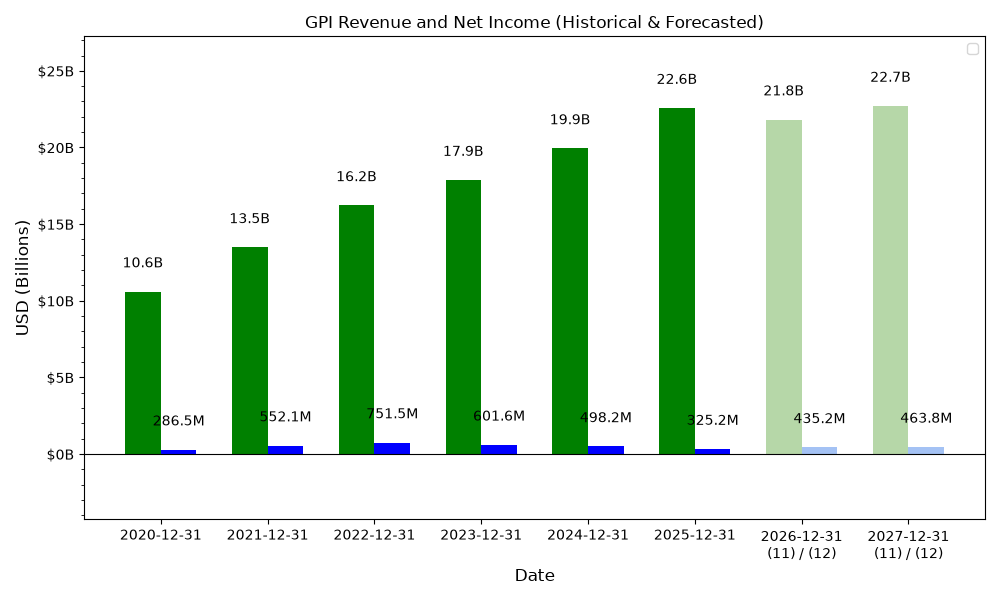 GPI Revenue and Net Income (Historical & Forecasted)
USD (Billions)
$25B
$20B
$15B
$10B
$5B
$0B
10.6B
13.5B
16.2B
17.9B
19.9B
22.6B
21.8B
22.7B
286.5M
552.1M
751.5M
601.6M
498.2M
325.2M
435.2M
463.8M
2020-12-31
2021-12-31
2022-12-31
2023-12-31
2024-12-31
2025-12-31
2026-12-31
(11) / (12)
2027-12-31
(11) / (12)
Date